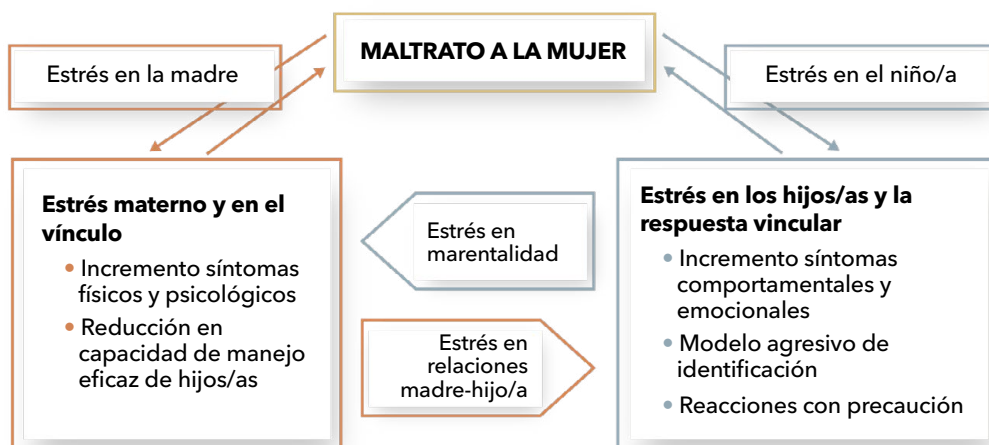 MALTRATO A LA MUJER
Estrés en la madre
Estrés en el niño/a
Estrés materno y en el
vínculo
• Incremento síntomas
físicos y psicológicos
• Reducción en
capacidad de manejo
eficaz de hijos/as
Estrés en
marentalidad
Estrés en
relaciones
madre-hijo/a
Estrés en los hijos/as y la
respuesta vincular
• Incremento síntomas
comportamentales y
emocionales
• Modelo agresivo de
identificación
• Reacciones con precaución